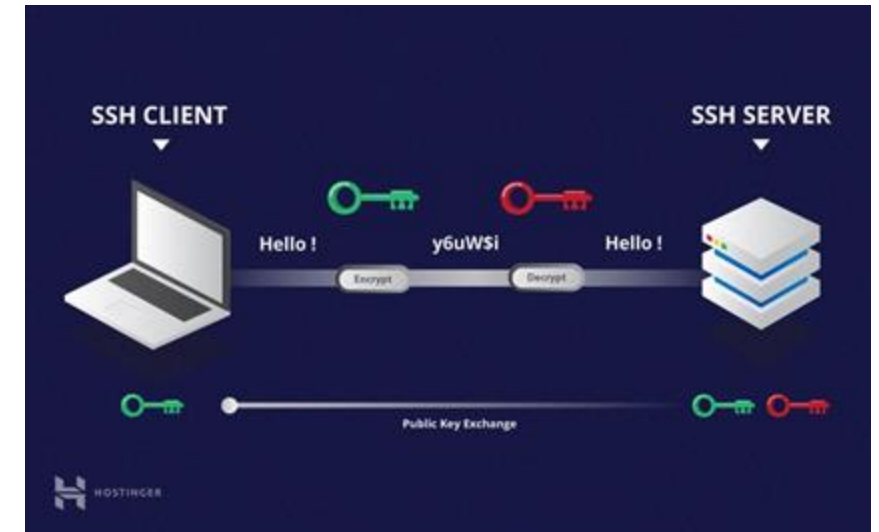 SSH CLIENT
SSH SERVER
Hello !
y6uW$i
Hello !
Encrypt
Decrypt
Public Key Exchange
HOSTINGER